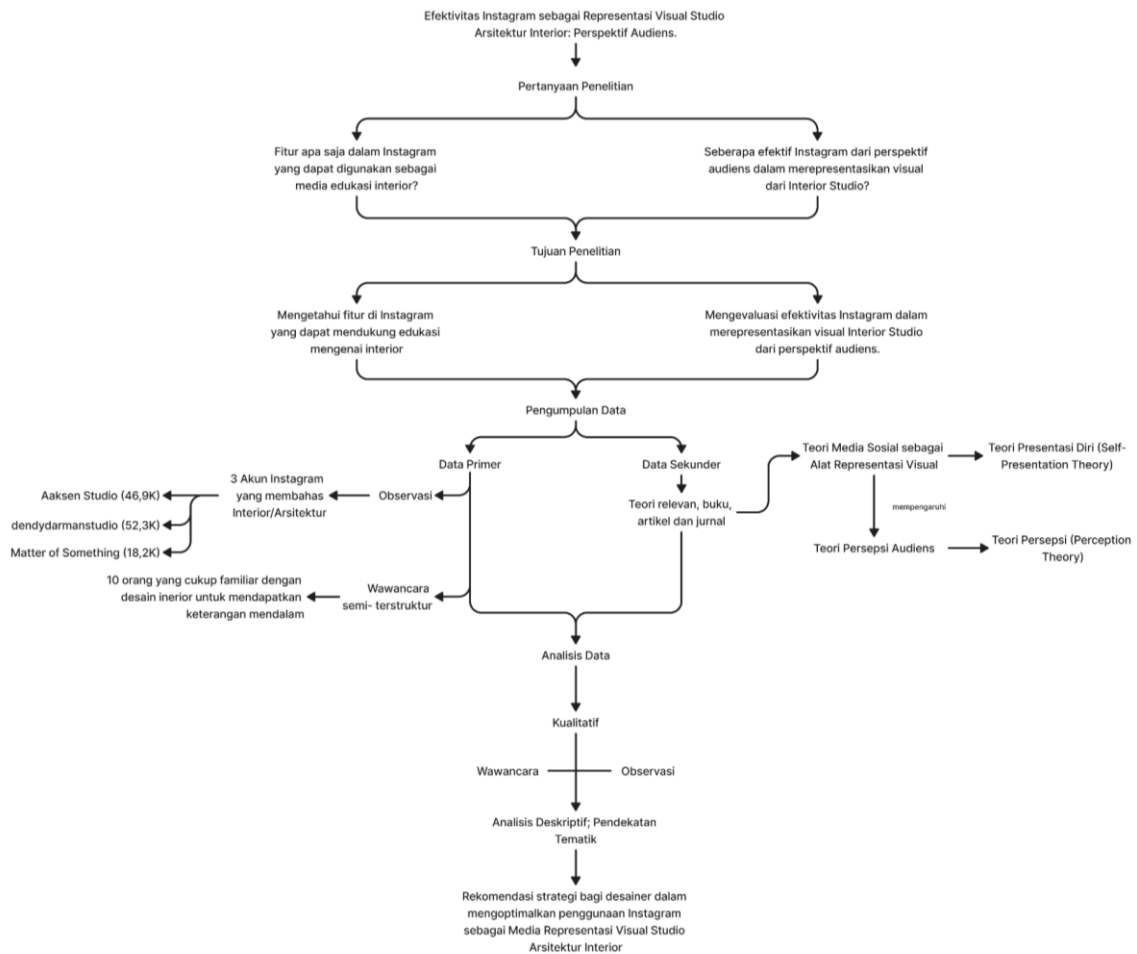 Efektivitas Instagram sebagai Representasi Visual Studio
Arsitektur Interior: Perspektif Audiens.
Pertanyaan Penelitian
Fitur apa saja dalam Instagram
yang dapat digunakan sebagai
media edukasi interior?
Seberapa efektif Instagram dari perspektif
audiens dalam merepresentasikan visual
dari Interior Studio?
Tujuan Penelitian
Mengetahui fitur di Instagram
yang dapat mendukung edukasi
mengenai interior
Mengevaluasi efektivitas Instagram dalam
merepresentasikan visual Interior Studio
dari perspektif audiens.
Pengumpulan Data
Data Primer
Data Sekunder
Observasi
3 Akun Instagram
yang membahas
Interior/Arsitektur
Aaksen Studio (46,9K)
dendydarmanstudio (52,3K)
Matter of Something (18,2K)
Wawancara
semi- terstruktur
10 orang yang cukup familiar dengan
desain inerior untuk mendapatkan
keterangan mendalam
Teori relevan, buku,
artikel dan jurnal
Teori Media Sosial sebagai
Alat Representasi Visual
Teori Presentasi Diri (Self-
Presentation Theory)
mempengaruhi
Teori Persepsi Audiens
Teori Persepsi (Perception
Theory)
Analisis Data
Kualitatif
Wawancara
Observasi
Analisis Deskriptif; Pendekatan
Tematik
Rekomendasi strategi bagi desainer dalam
mengoptimalkan penggunaan Instagram
sebagai Media Representasi Visual Studio
Arsitektur Interior